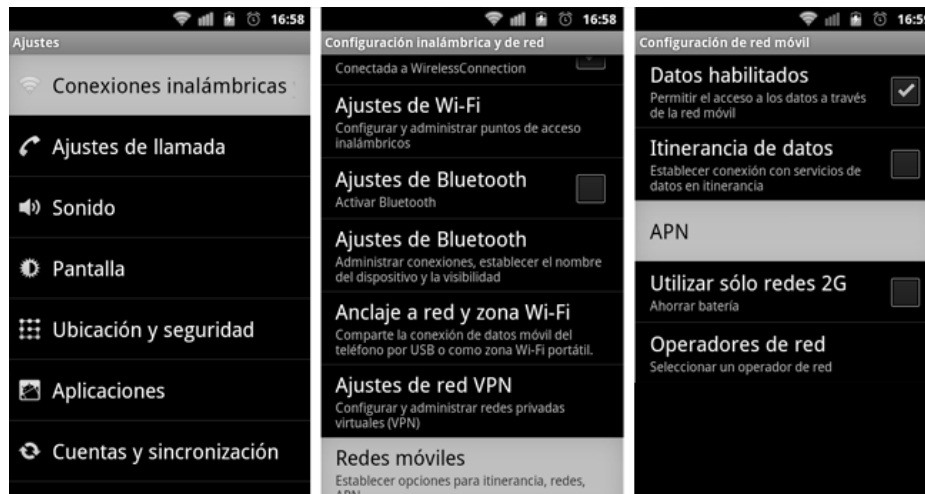 16:58
Ajustes
Conexiones inalámbricas
Ajustes de llamada
Sonido
Pantalla
Ubicación y seguridad
Aplicaciones
Cuentas y sincronización
16:58
Configuración inalámbrica y de red
Conectada a WirelessConnection
Ajustes de Wi-Fi
Configurar y administrar puntos de acceso
inalámbricos
Ajustes de Bluetooth
Activar Bluetooth
Ajustes de Bluetooth
Administrar conexiones, establecer el nombre
del dispositivo y la visibilidad
Anclaje a red y zona Wi-Fi
Comparte la conexión de datos móvil del
teléfono por USB o como zona Wi-Fi portátil.
Ajustes de red VPN
Configurar y administrar redes privadas
virtuales (VPN)
Redes móviles
Establecer opciones para itinerancia, redes,
APN
16:59
Configuración de red móvil
Datos habilitados
Permitir el acceso a los datos a través
de la red móvil
Itinerancia de datos
Establecer conexión con servicios de
datos en itinerancia
APN
Utilizar sólo redes 2G
Ahorrar batería
Operadores de red
Seleccionar un operador de red